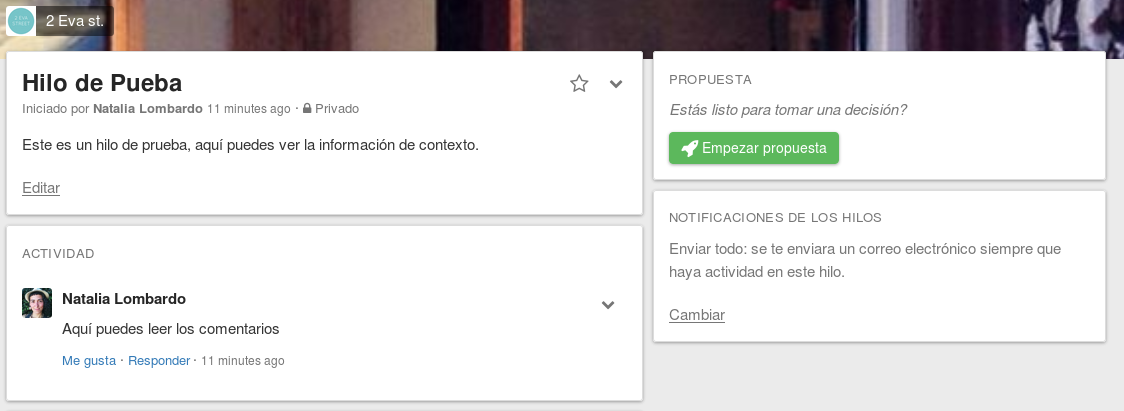 2 Eva st.
Hilo de Pueba
Iniciado por Natalia Lombardo 11 minutes ago · Privado
Este es un hilo de prueba, aquí puedes ver la información de contexto.
Editar
ACTIVIDAD
Natalia Lombardo
Aquí puedes leer los comentarios
Me gusta · Responder · 11 minutes ago
PROPUESTA
Estás listo para tomar una decisión?
Empezar propuesta
NOTIFICACIONES DE LOS HILOS
Enviar todo: se te enviara un correo electrónico siempre que
haya actividad en este hilo.
Cambiar